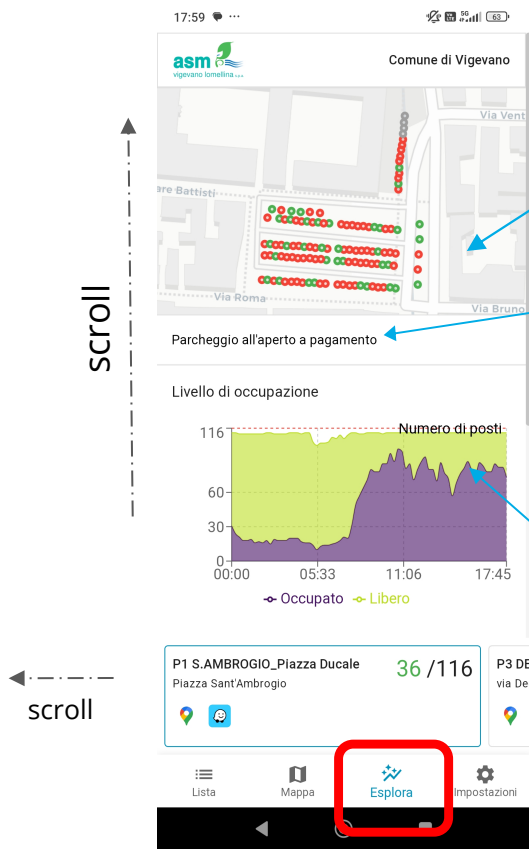 17:59
5G
63
asm
vigevano lomellina
Comune di Vigevano
Via Vent
are Battisti
Via Roma
Via Bruno
Parcheggio all'aperto a pagamento
scroll
Livello di occupazione
116
Numero di posti
60
30
0
00:00 05:33 11:06 17:45
Occupato Libero
P1 S.AMBROGIO_Piazza Ducale 36 /116
Piazza Sant'Ambrogio
P3 DE
via De
scroll
Lista Mappa Esplora Impostazioni